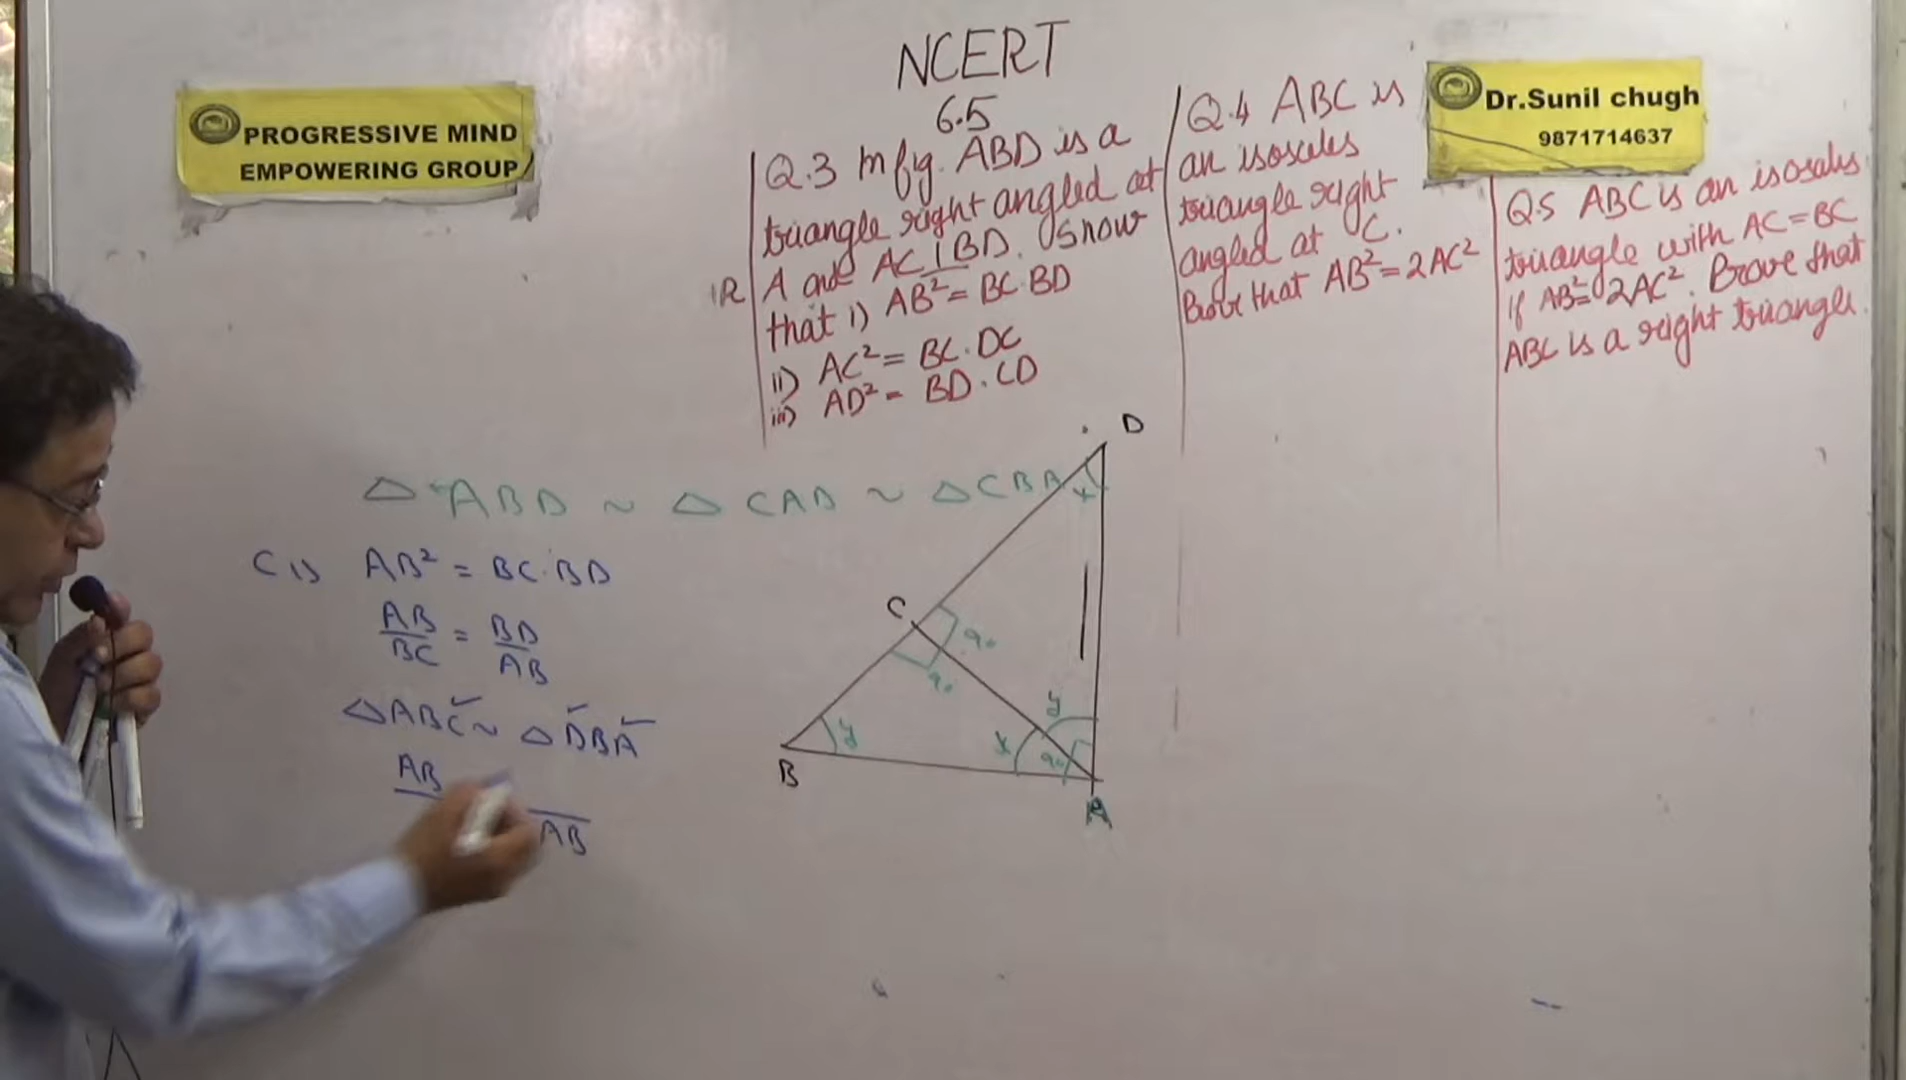 NCERT
6.5
PROGRESSIVE MIND
EMPOWERING GROUP
Dr.Sunil chugh
9871714637
Q.3 In fig. ABD is a
triangle right angled at
A and AC ⊥ BD. Show
that i) AB² = BC.BD
ii) AC² = BC.DC
iii) AD² = BD.CD
Q.4 ABC is
an isosceles
triangle right
angled at C.
Prove that AB² = 2AC²
Q.5 ABC is an isosceles
triangle with AC = BC
if AB² = 2AC². Prove that
ABC is a right triangle.
△ ABD ~ △ CAD ~ △ CBA
(i) AB² = BC.BD
AB/BC = BD/AB
△ABC ~ △DBA
AB
AB
D
x
C
90
90
y
y
x
90
B
A